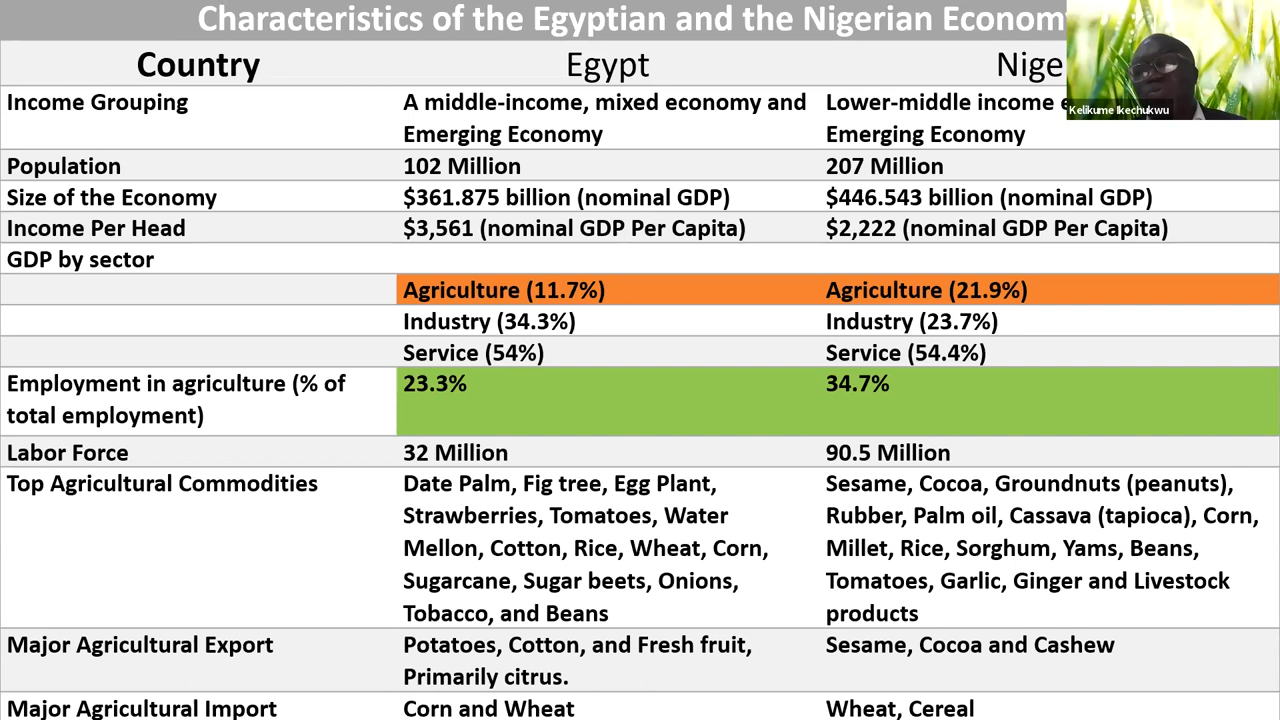 Characteristics of the Egyptian and the Nigerian
Country Egypt
Kelikume Ikechukwu
Income Grouping A middle-income, mixed economy and Lower-middle income
Emerging Economy Emerging Economy
Population 102 Million 207 Million
Size of the Economy $361.875 billion (nominal GDP) $446.543 billion (nominal GDP)
Income Per Head $3,561 (nominal GDP Per Capita) $2,222 (nominal GDP Per Capita)
GDP by sector
Agriculture (11.7%) Agriculture (21.9%)
Industry (34.3%) Industry (23.7%)
Service (54%) Service (54.4%)
Employment in agriculture (% of 23.3% 34.7%
total employment)
Labor Force 32 Million 90.5 Million
Top Agricultural Commodities Date Palm, Fig tree, Egg Plant, Sesame, Cocoa, Groundnuts (peanuts),
Strawberries, Tomatoes, Water Rubber, Palm oil, Cassava (tapioca), Corn,
Mellon, Cotton, Rice, Wheat, Corn, Millet, Rice, Sorghum, Yams, Beans,
Sugarcane, Sugar beets, Onions, Tomatoes, Garlic, Ginger and Livestock
Tobacco, and Beans products
Major Agricultural Export Potatoes, Cotton, and Fresh fruit, Sesame, Cocoa and Cashew
Primarily citrus.
Major Agricultural Import Corn and Wheat Wheat, Cereal